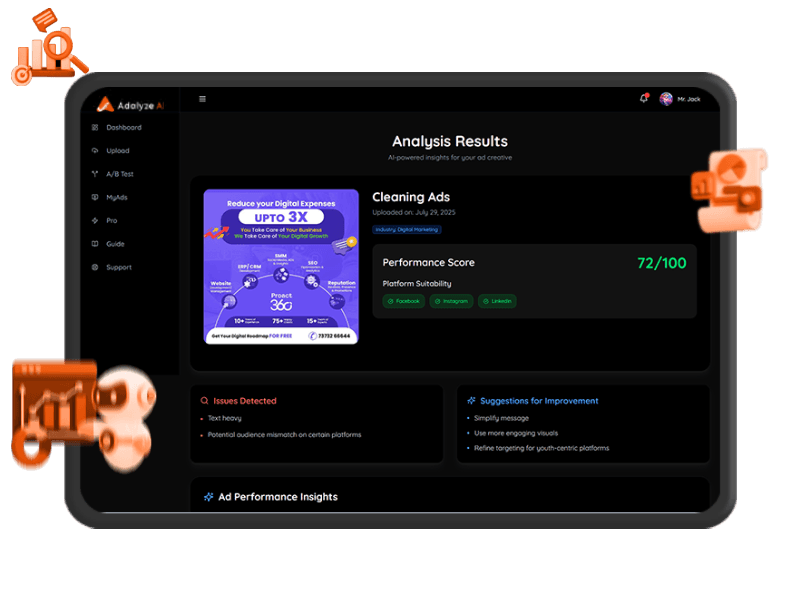 Adalyze AI
Mr. Jack
Dashboard
Upload
A/B Test
MyAds
Pro
Guide
Support
Analysis Results
AI-powered insights for your ad creative
Reduce your Digital Expenses
UPTO 3X
You Take Care of Your Business
We Take Care of Your Digital Growth
SMM
ERP/ CRM
SEO
Website
Reputation
Proact
360
10+
75+
15+
Get Your Digital Roadmap FOR FREE
73732 88644
Cleaning Ads
Uploaded on: July 29, 2025
Industry: Digital Marketing
Performance Score
72/100
Platform Suitability
Facebook
Instagram
LinkedIn
Issues Detected
Text heavy
Potential audience mismatch on certain platforms
Suggestions for Improvement
Simplify message
Use more engaging visuals
Refine targeting for youth-centric platforms
Ad Performance Insights